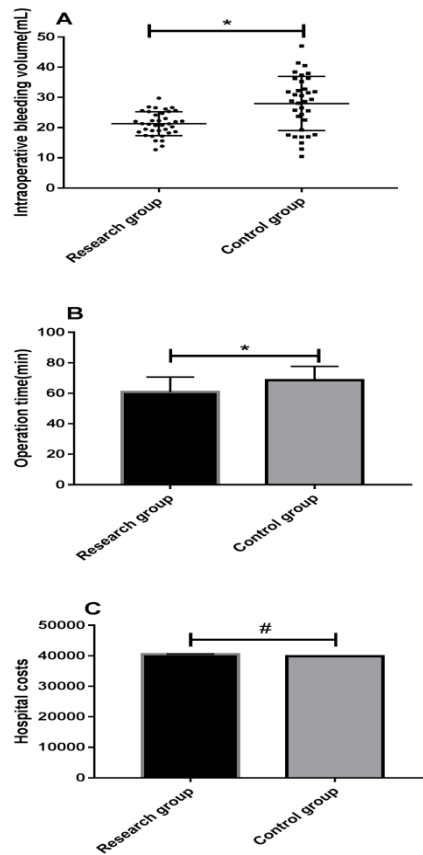 A
*
Intraoperative bleeding volume(mL)
50
40
30
20
10
0
Research group
Control group
B
*
Operation time(min)
100
80
60
40
20
0
Research group
Control group
C
#
Hospital costs
50000
40000
30000
20000
10000
0
Research group
Control group